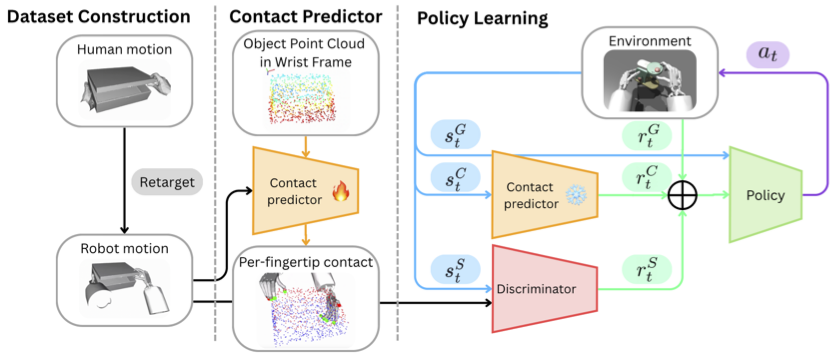 Dataset Construction
Human motion
Retarget
Robot motion
Contact Predictor
Object Point Cloud
in Wrist Frame
Contact
predictor
Per-fingertip contact
Policy Learning
Environment
a_t
s_t^G
r_t^G
s_t^C
Contact
predictor
r_t^C
Policy
s_t^S
Discriminator
r_t^S